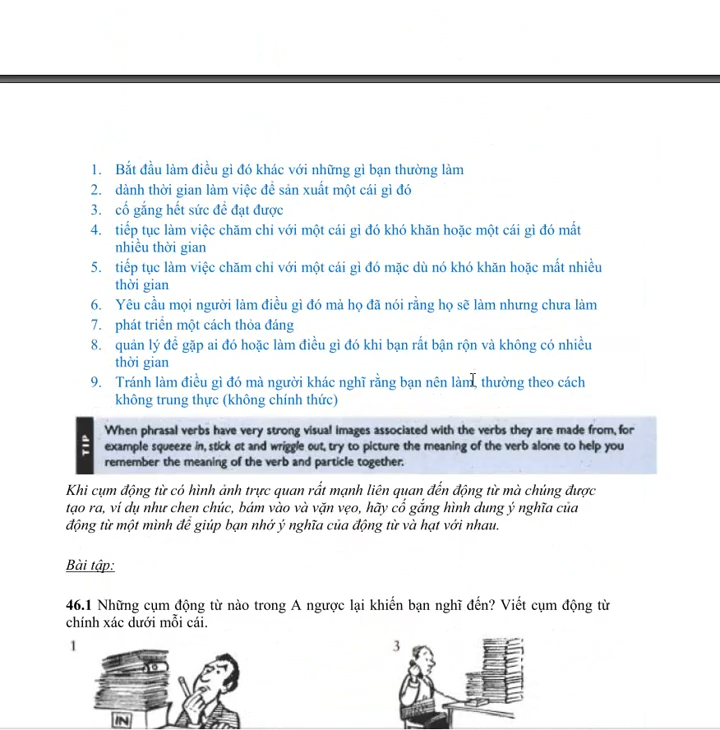 1. Bắt đầu làm điều gì đó khác với những gì bạn thường làm
2. dành thời gian làm việc để sản xuất một cái gì đó
3. cố gắng hết sức để đạt được
4. tiếp tục làm việc chăm chỉ với một cái gì đó khó khăn hoặc một cái gì đó mất
nhiều thời gian
5. tiếp tục làm việc chăm chỉ với một cái gì đó mặc dù nó khó khăn hoặc mất nhiều
thời gian
6. Yêu cầu mọi người làm điều gì đó mà họ đã nói rằng họ sẽ làm nhưng chưa làm
7. phát triển một cách thỏa đáng
8. quản lý để gặp ai đó hoặc làm điều gì đó khi bạn rất bận rộn và không có nhiều
thời gian
9. Tránh làm điều gì đó mà người khác nghĩ rằng bạn nên làm, thường theo cách
không trung thực (không chính thức)
TIP
When phrasal verbs have very strong visual images associated with the verbs they are made from, for
example squeeze in, stick at and wriggle out, try to picture the meaning of the verb alone to help you
remember the meaning of the verb and particle together.
Khi cụm động từ có hình ảnh trực quan rất mạnh liên quan đến động từ mà chúng được
tạo ra, ví dụ như chen chúc, bám vào và vặn vẹo, hãy cố gắng hình dung ý nghĩa của
động từ một mình để giúp bạn nhớ ý nghĩa của động từ và hạt với nhau.
Bài tập:
46.1 Những cụm động từ nào trong A ngược lại khiến bạn nghĩ đến? Viết cụm động từ
chính xác dưới mỗi cái.
1
3
IN